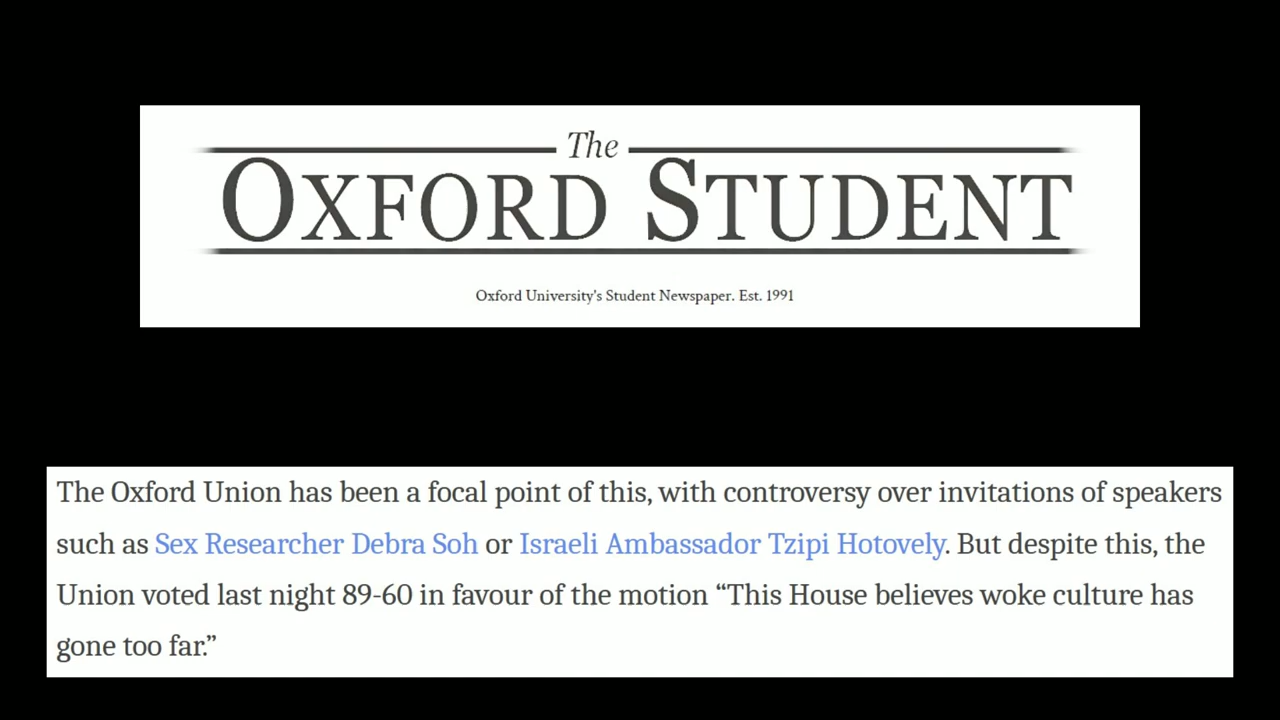 The
OXFORD STUDENT
Oxford University's Student Newspaper. Est. 1991
The Oxford Union has been a focal point of this, with controversy over invitations of speakers
such as Sex Researcher Debra Soh or Israeli Ambassador Tzipi Hotovely. But despite this, the
Union voted last night 89-60 in favour of the motion “This House believes woke culture has
gone too far.”